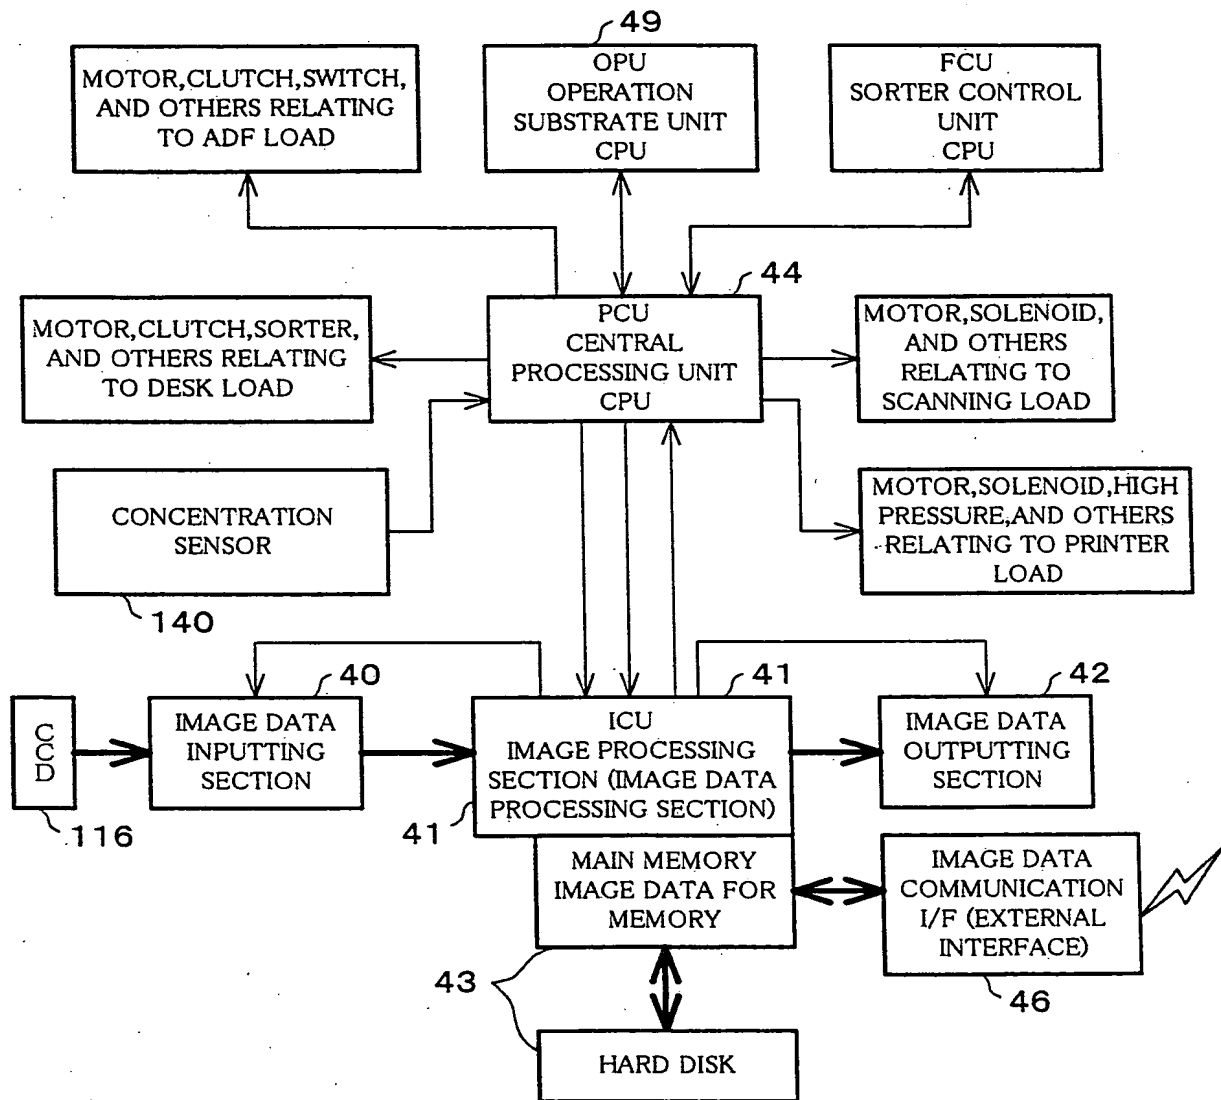 49
MOTOR,CLUTCH,SWITCH,
AND OTHERS RELATING
TO ADF LOAD
OPU
OPERATION
SUBSTRATE UNIT
CPU
FCU
SORTER CONTROL
UNIT
CPU
44
MOTOR,CLUTCH,SORTER,
AND OTHERS RELATING
TO DESK LOAD
PCU
CENTRAL
PROCESSING UNIT
CPU
MOTOR,SOLENOID,
AND OTHERS
RELATING TO
SCANNING LOAD
CONCENTRATION
SENSOR
140
MOTOR,SOLENOID,HIGH
PRESSURE,AND OTHERS
RELATING TO PRINTER
LOAD
40
41
42
CCD
116
IMAGE DATA
INPUTTING
SECTION
ICU
IMAGE PROCESSING
SECTION (IMAGE DATA
PROCESSING SECTION)
41
IMAGE DATA
OUTPUTTING
SECTION
MAIN MEMORY
IMAGE DATA FOR
MEMORY
IMAGE DATA
COMMUNICATION
I/F (EXTERNAL
INTERFACE)
43
46
HARD DISK